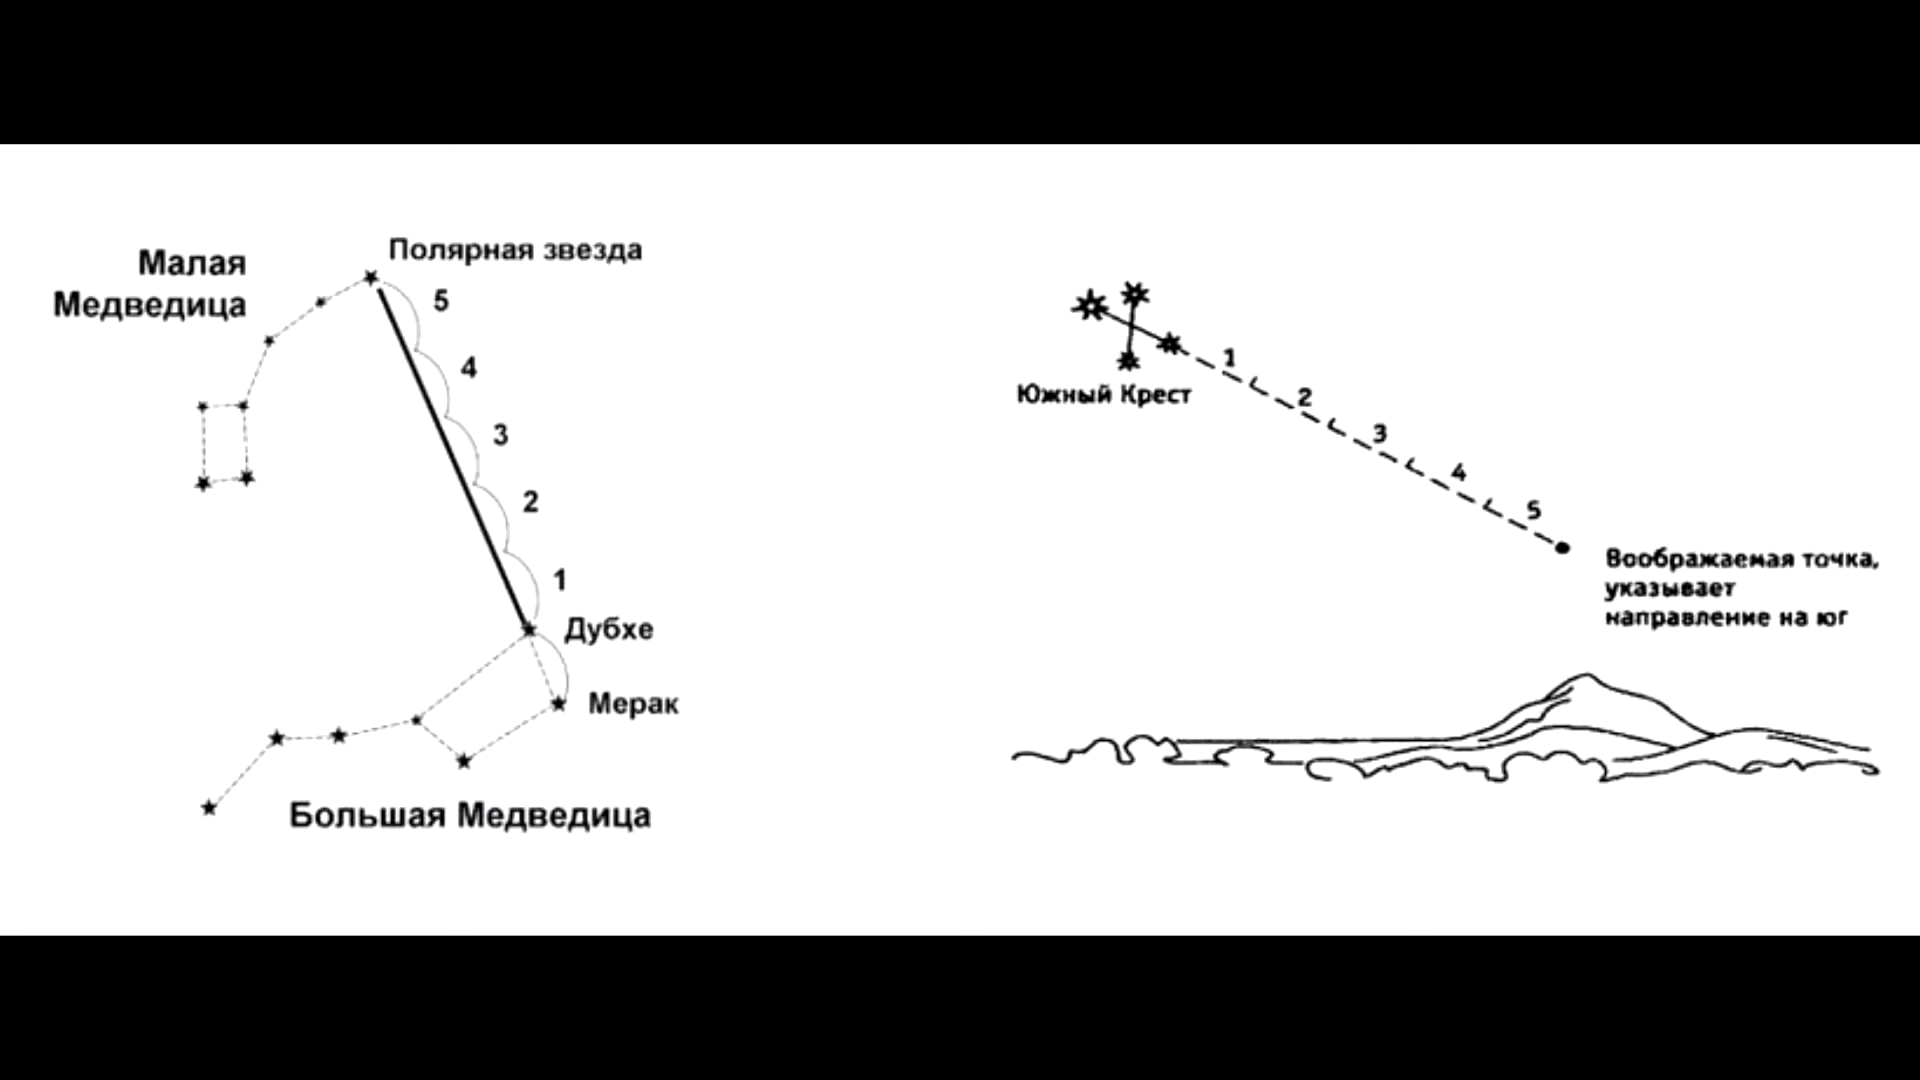 Малая
Медведица
Полярная звезда
5
4
3
2
1
Дубхе
Мерак
Большая Медведица
Южный Крест
1
2
3
4
5
Воображаемая точка,
указывает
направление на юг